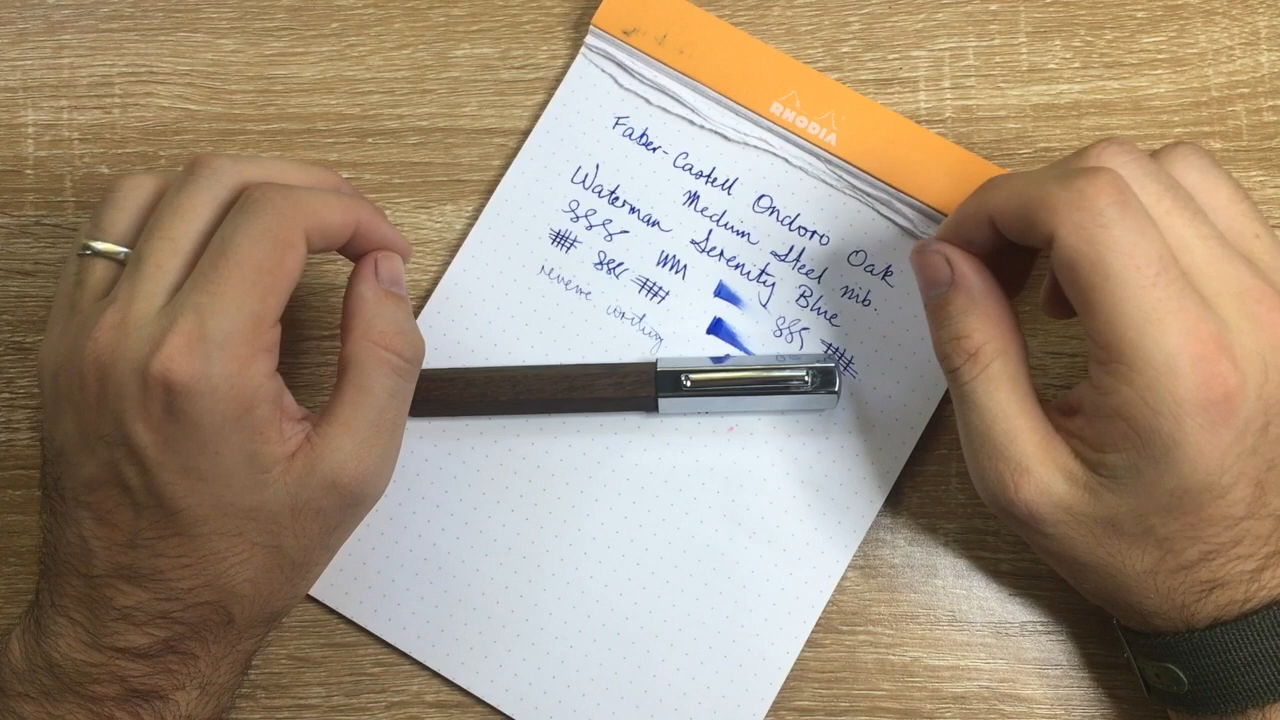 RHODIA
Faber-Castell Ondoro Oak
Medium Steel nib.
Waterman Serenity Blue
reverse writing